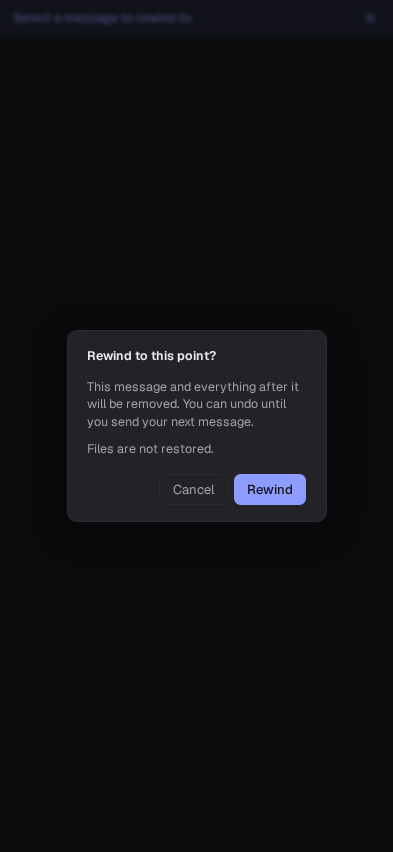 Select a message to rewind to
Rewind to this point?
This message and everything after it
will be removed. You can undo until
you send your next message.
Files are not restored.
Cancel Rewind